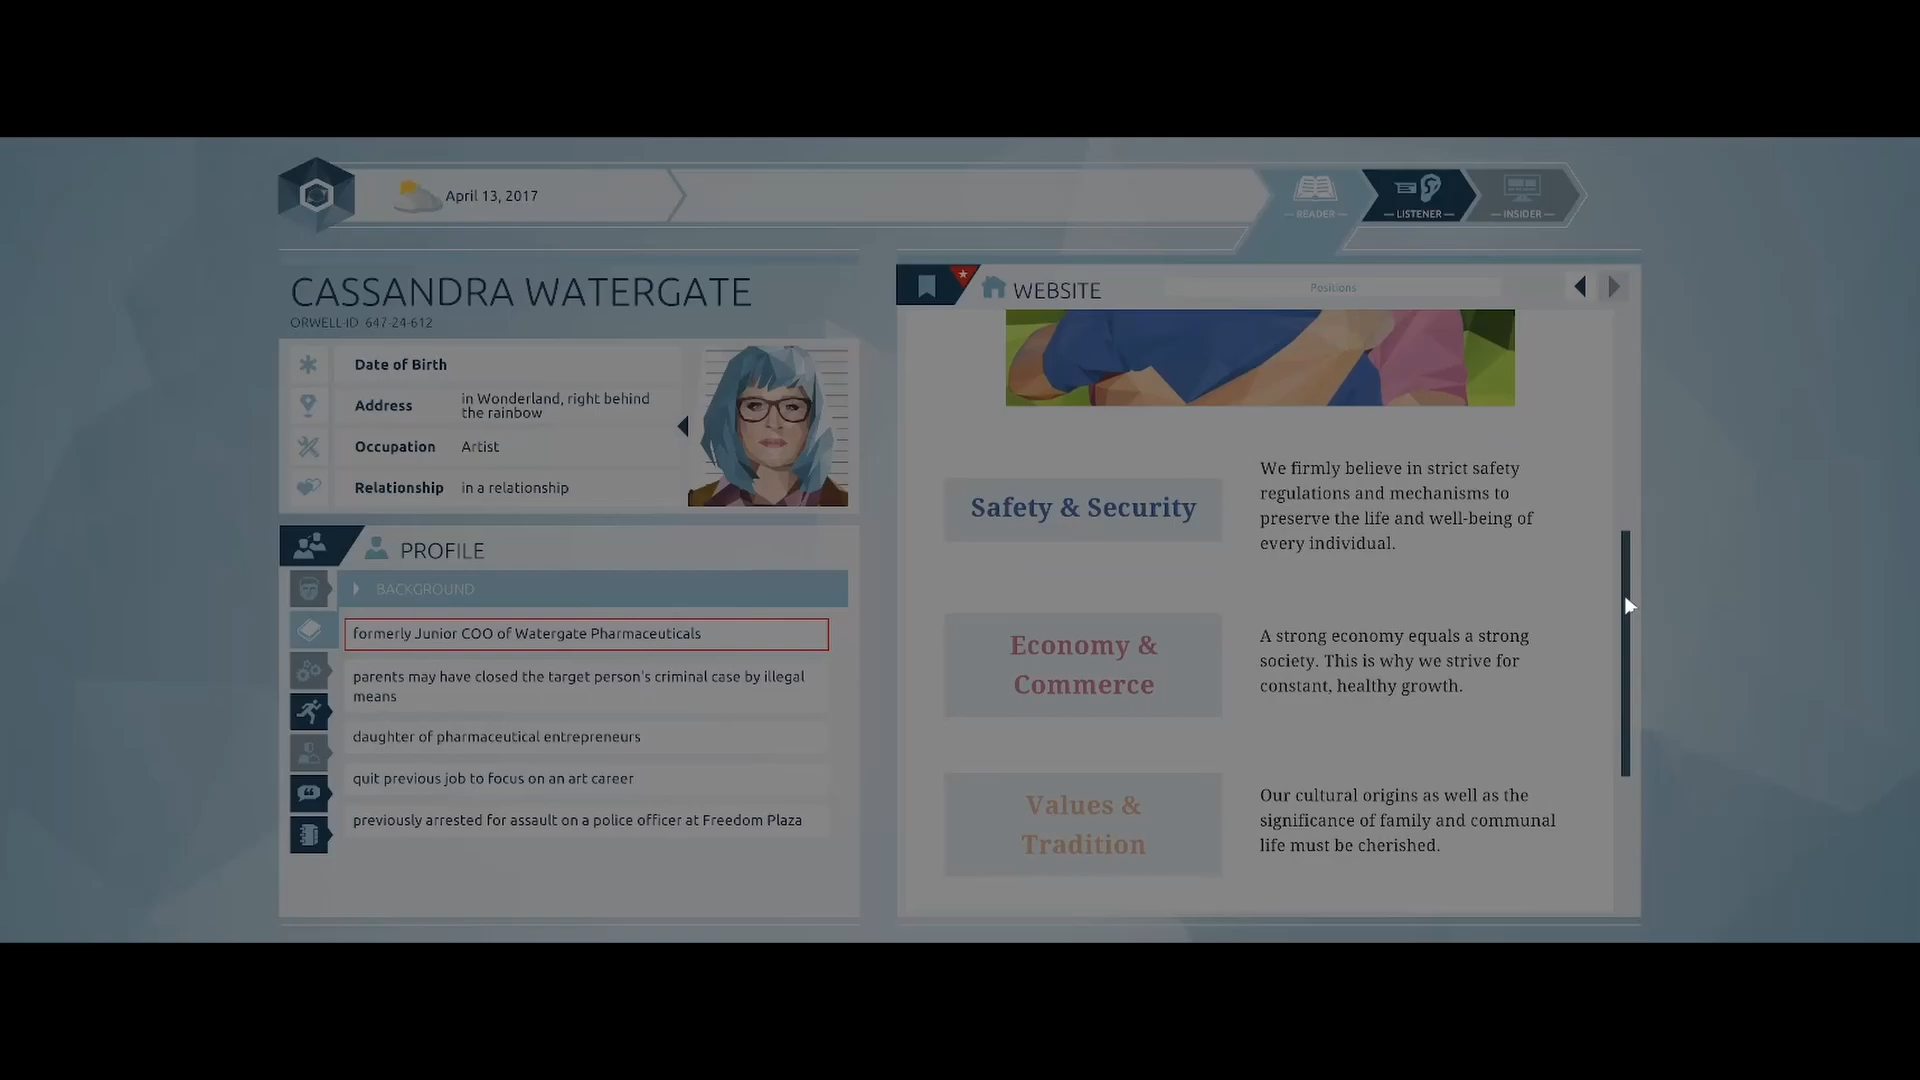 April 13, 2017
READER
LISTENER
INSIDER
CASSANDRA WATERGATE
ORWELL-ID 647-24-612
Date of Birth
Address in Wonderland, right behind
the rainbow
Occupation Artist
Relationship in a relationship
PROFILE
BACKGROUND
formerly Junior COO of Watergate Pharmaceuticals
parents may have closed the target person's criminal case by illegal
means
daughter of pharmaceutical entrepreneurs
quit previous job to focus on an art career
previously arrested for assault on a police officer at Freedom Plaza
WEBSITE
Positions
Safety & Security
We firmly believe in strict safety
regulations and mechanisms to
preserve the life and well-being of
every individual.
Economy &
Commerce
A strong economy equals a strong
society. This is why we strive for
constant, healthy growth.
Values &
Tradition
Our cultural origins as well as the
significance of family and communal
life must be cherished.